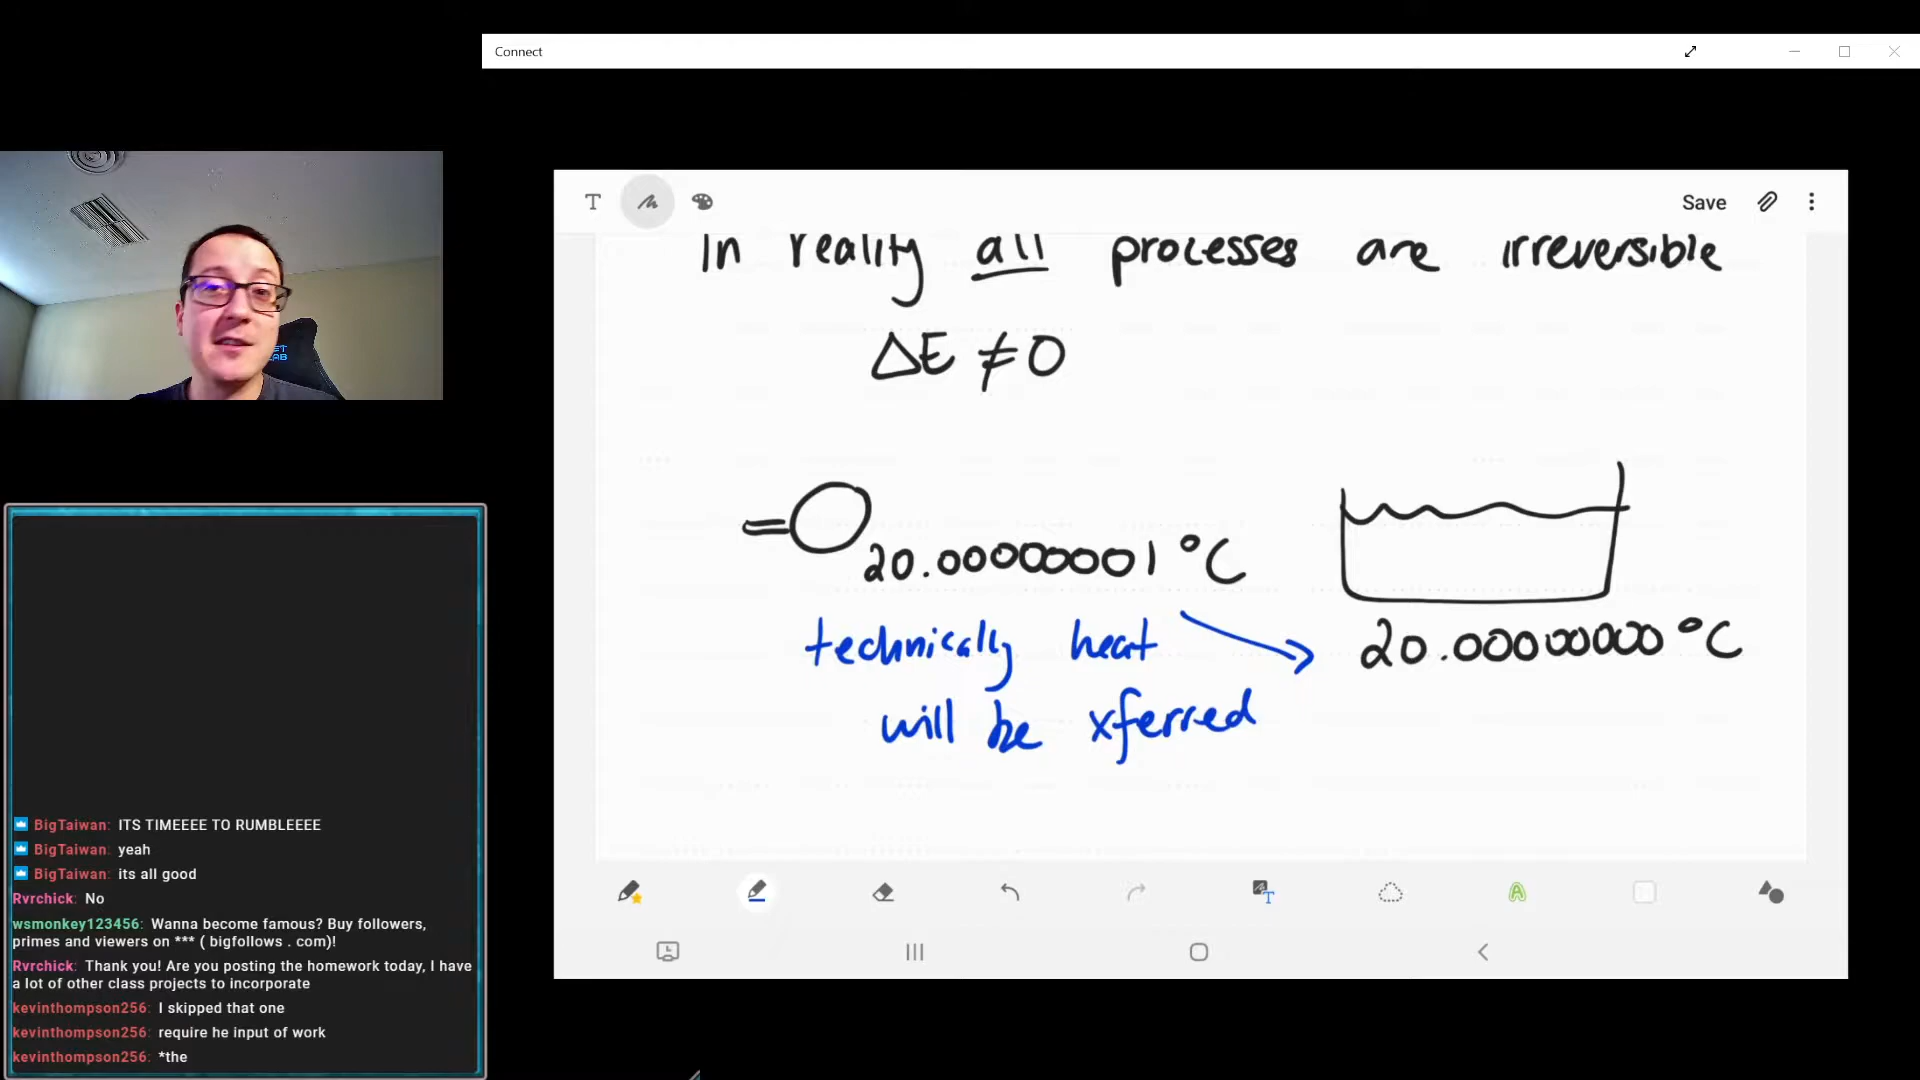 Connect
T
Save
In reality all processes are irreversible
ΔE ≠ 0
20.00000001 °C
technically heat
will be xferred
20.00000000 °C
BigTaiwan: ITS TIMEEEE TO RUMBLEEEE
BigTaiwan: yeah
BigTaiwan: its all good
Rvrchick: No
wsmonkey123456: Wanna become famous? Buy followers,
primes and viewers on *** ( bigfollows . com)!
Rvrchick: Thank you! Are you posting the homework today, I have
a lot of other class projects to incorporate
kevinthompson256: I skipped that one
kevinthompson256: require he input of work
kevinthompson256: *the